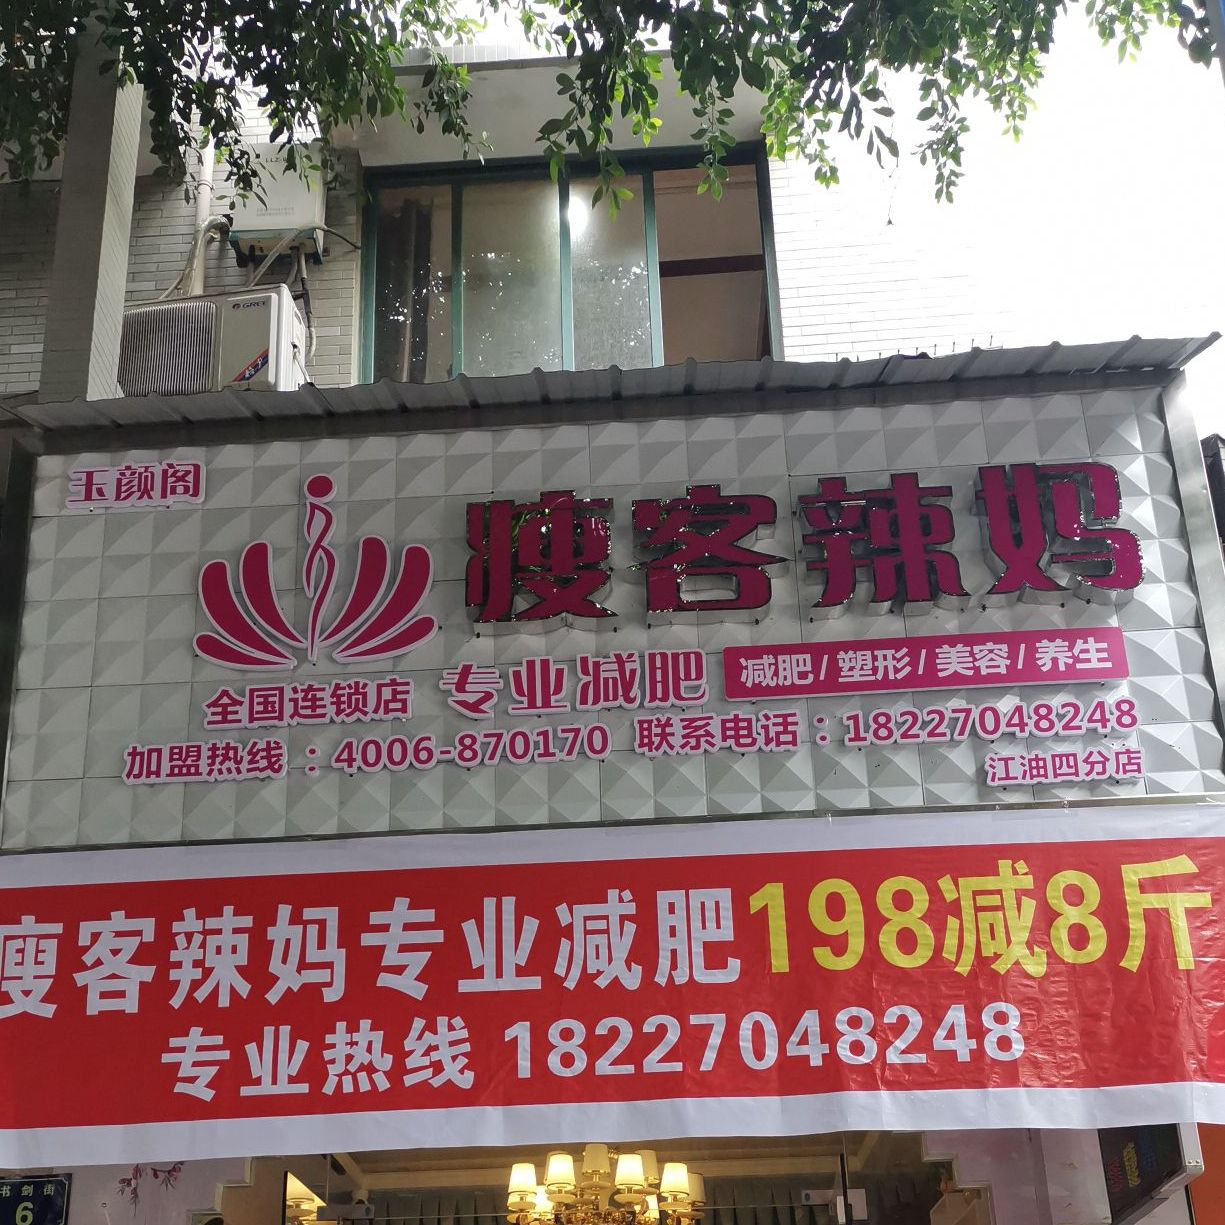 GREE
玉颜阁
瘦客辣妈
专业减肥 减肥/塑形/美容/养生
全国连锁店
加盟热线：4006-870170 联系电话：18227048248
江油四分店
瘦客辣妈专业减肥198减8斤
专业热线 18227048248
书剑街
6